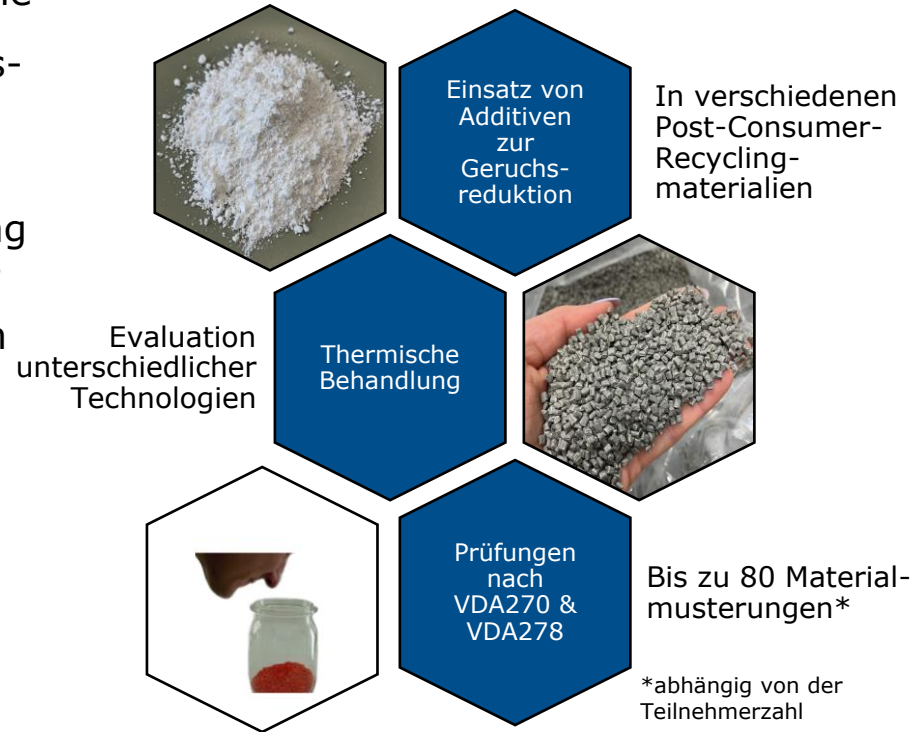 Einsatz von
Additiven
zur
Geruchs-
reduktion
In verschiedenen
Post-Consumer-
Recycling-
materialien
Evaluation
unterschiedlicher
Technologien
Thermische
Behandlung
Prüfungen
nach
VDA270 &
VDA278
Bis zu 80 Material-
musterungen*
*abhängig von der
Teilnehmerzahl